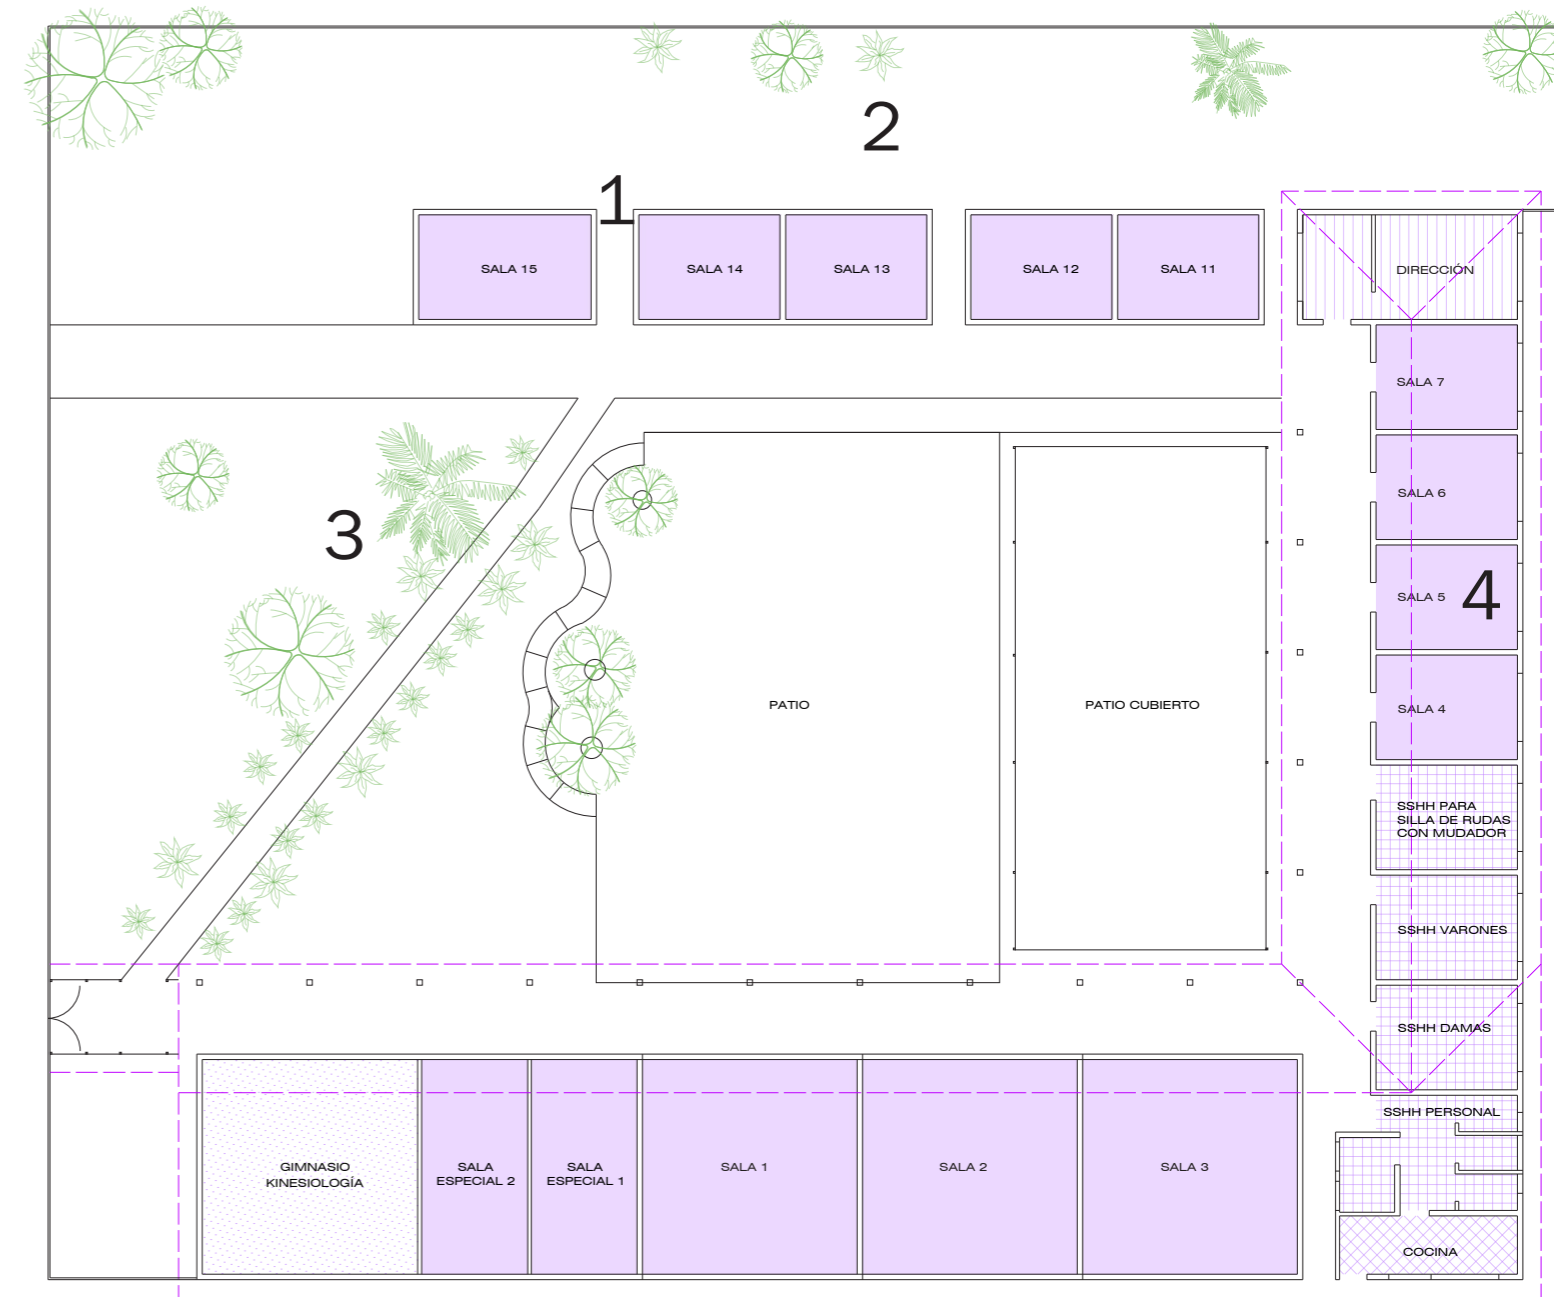 2
1
SALA 15
SALA 14
SALA 13
SALA 12
SALA 11
DIRECCIÓN
SALA 7
SALA 6
3
SALA 5
4
SALA 4
PATIO
PATIO CUBIERTO
SSHH PARA
SILLA DE RUDAS
CON MUDADOR
SSHH VARONES
SSHH DAMAS
SSHH PERSONAL
GIMNASIO
KINESIOLOGÍA
SALA
ESPECIAL 2
SALA
ESPECIAL 1
SALA 1
SALA 2
SALA 3
COCINA